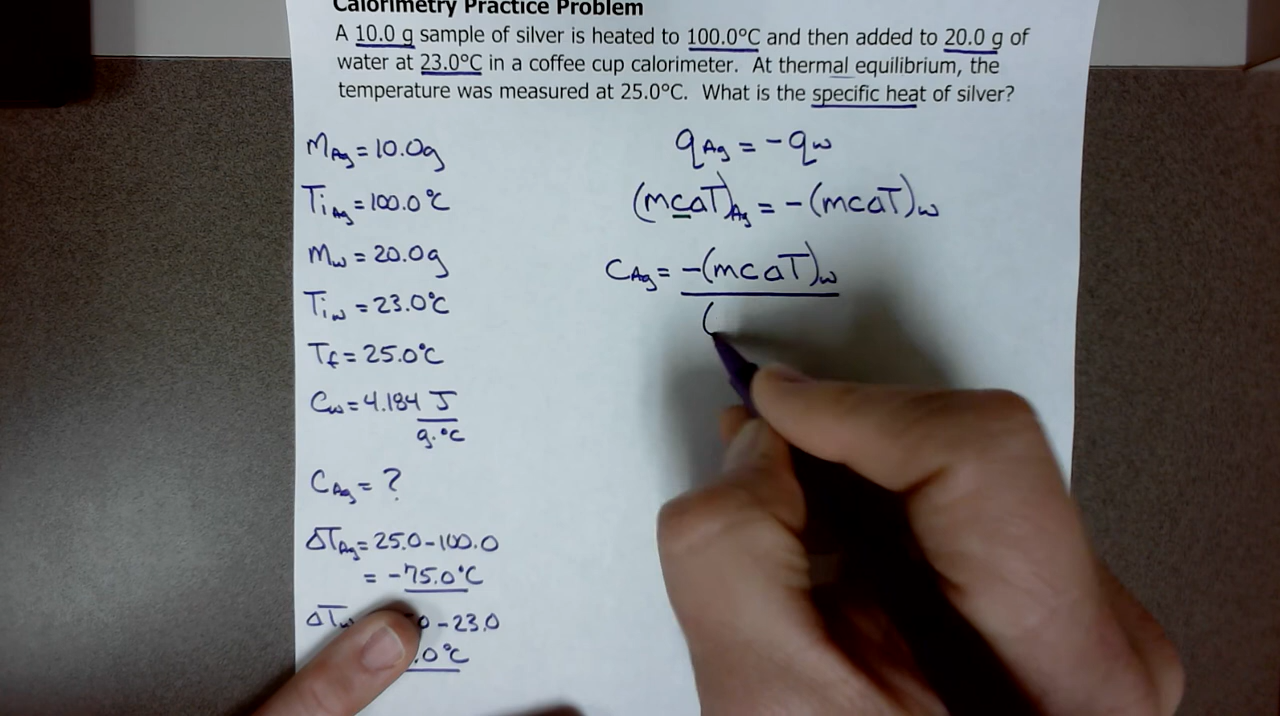 Calorimetry Practice Problem
A 10.0 g sample of silver is heated to 100.0°C and then added to 20.0 g of
water at 23.0°C in a coffee cup calorimeter. At thermal equilibrium, the
temperature was measured at 25.0°C. What is the specific heat of silver?
mAg = 10.0g
TiAg = 100.0°C
mw = 20.0g
Tiw = 23.0°C
Tf = 25.0°C
Cw = 4.184 J
g·°C
CAg = ?
ΔTAg = 25.0 - 100.0
= -75.0°C
ΔT 0 - 23.0
.0°C
qAg = -qw
(mcΔT)Ag = -(mcΔT)w
CAg = -(mcΔT)w
(